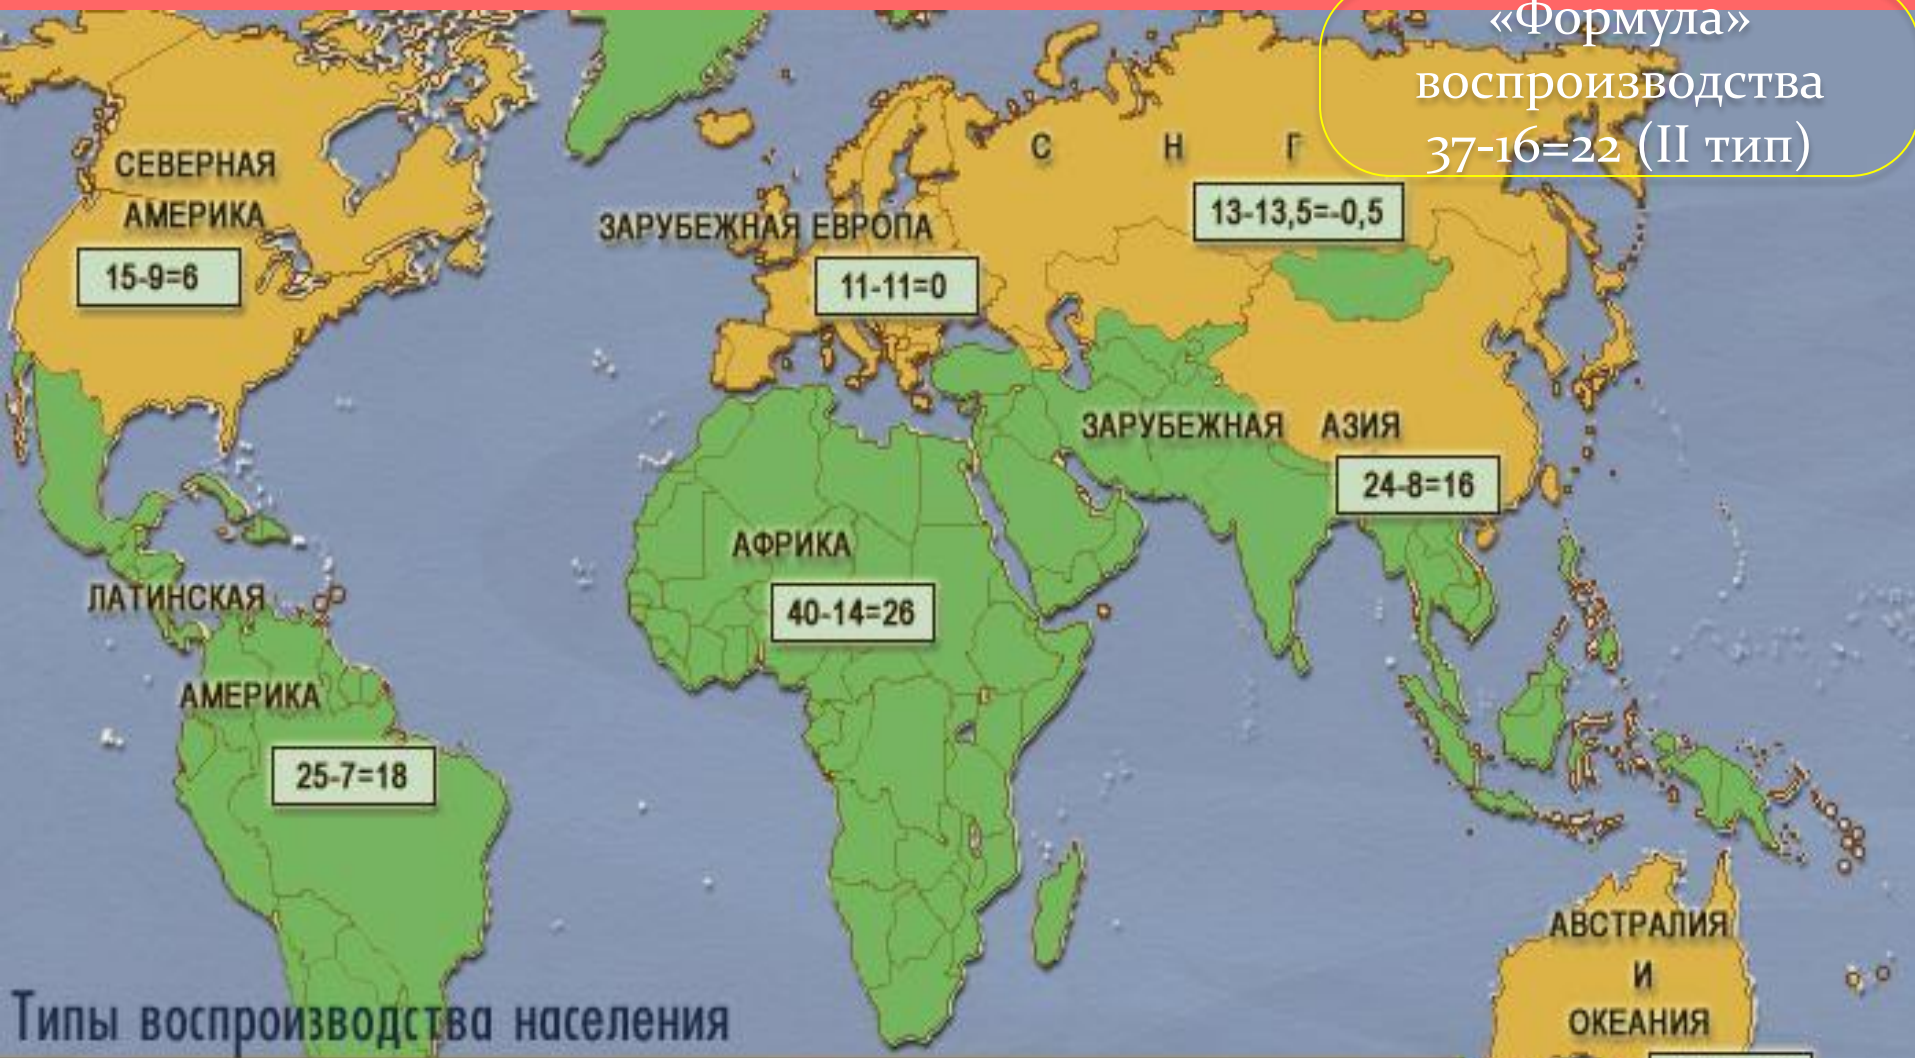 «Формула»
воспроизводства
37-16=22 (II тип)
СЕВЕРНАЯ
АМЕРИКА
15-9=6
ЗАРУБЕЖНАЯ ЕВРОПА
11-11=0
С Н Г
13-13,5=-0,5
ЗАРУБЕЖНАЯ АЗИЯ
24-8=16
АФРИКА
40-14=26
ЛАТИНСКАЯ
АМЕРИКА
25-7=18
АВСТРАЛИЯ
И
ОКЕАНИЯ
Типы воспроизводства населения